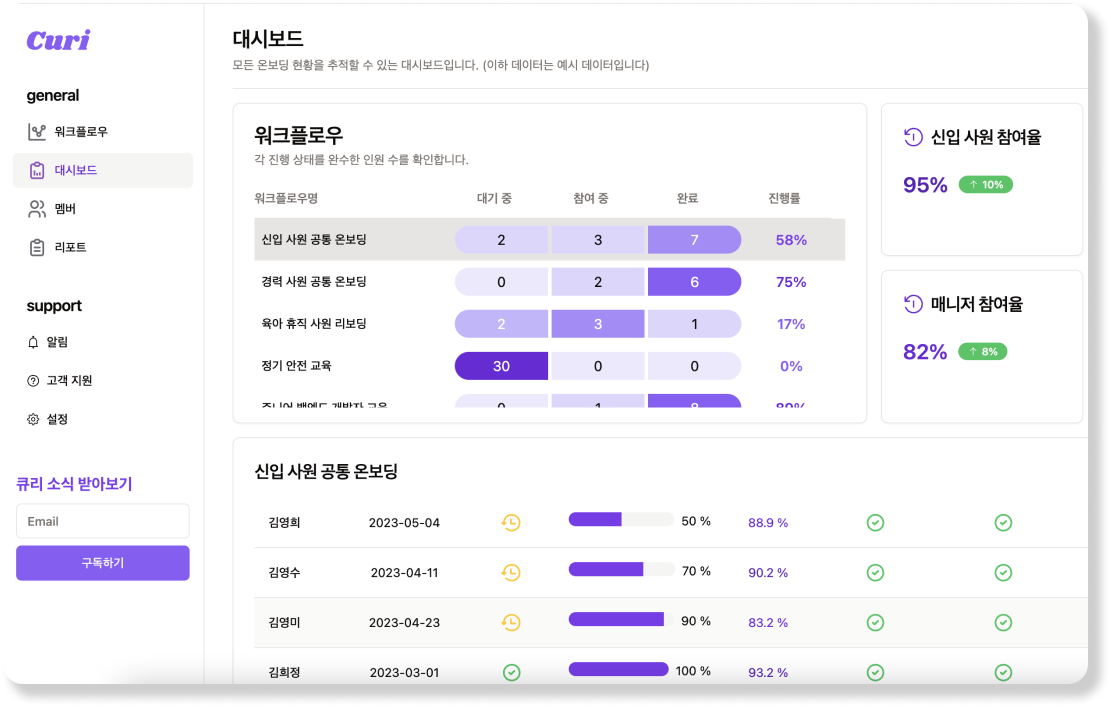 Curi
general
워크플로우
대시보드
멤버
리포트
support
알림
고객 지원
설정
큐리 소식 받아보기
Email
구독하기
대시보드
모든 온보딩 현황을 추적할 수 있는 대시보드입니다. (이하 데이터는 예시 데이터입니다)
워크플로우
각 진행 상태를 완수한 인원 수를 확인합니다.
워크플로우명 대기 중 참여 중 완료 진행률
신입 사원 공통 온보딩 2 3 7 58%
경력 사원 공통 온보딩 0 2 6 75%
육아 휴직 사원 리보딩 2 3 1 17%
정기 안전 교육 30 0 0 0%
주니어 백엔드 개발자 교육 0 1 8 89%
신입 사원 참여율
95% ↑ 10%
매니저 참여율
82% ↑ 8%
신입 사원 공통 온보딩
김영희 2023-05-04 50 % 88.9 %
김영수 2023-04-11 70 % 90.2 %
김영미 2023-04-23 90 % 83.2 %
김희정 2023-03-01 100 % 93.2 %